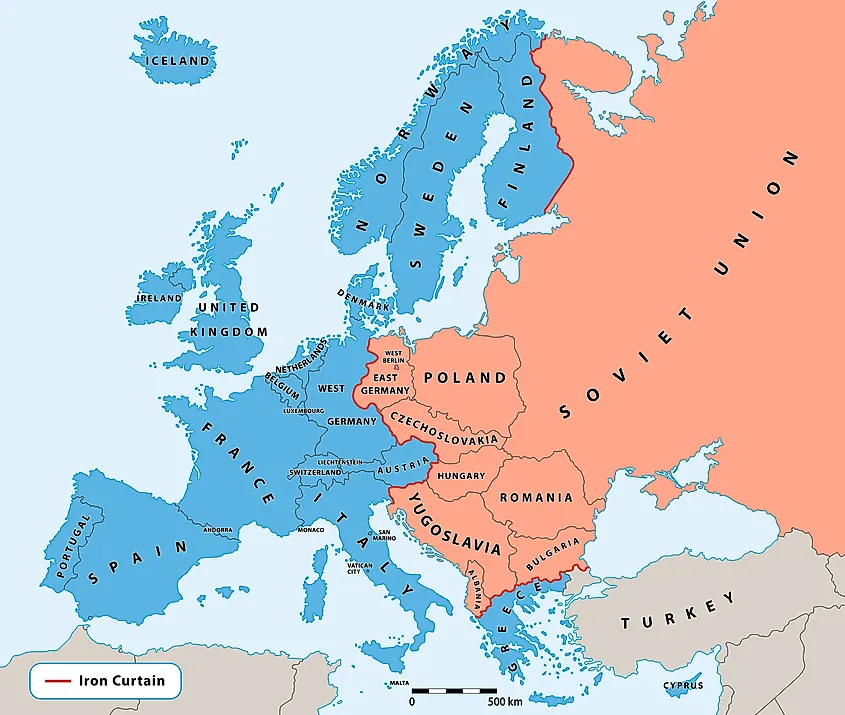 ICELAND
NORWAY
SWEDEN
FINLAND
SOVIET UNION
IRELAND
UNITED
KINGDOM
DENMARK
NETHERLANDS
BELGIUM
LUXEMBOURG
WEST
GERMANY
WEST
BERLIN
EAST
GERMANY
POLAND
CZECHOSLOVAKIA
FRANCE
LIECHTENSTEIN
SWITZERLAND
AUSTRIA
HUNGARY
ROMANIA
YUGOSLAVIA
BULGARIA
ALBANIA
ITALY
MONACO
SAN
MARINO
VATICAN
CITY
ANDORRA
PORTUGAL
SPAIN
GREECE
TURKEY
CYPRUS
MALTA
Iron Curtain
0 500 km